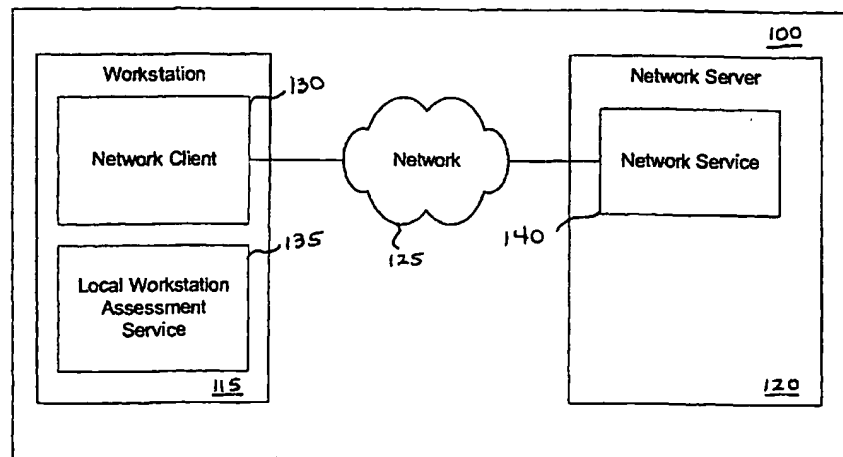 100
Workstation
Network Server
130
Network Client
Network
Network Service
125
140
135
Local Workstation
Assessment
Service
115
120